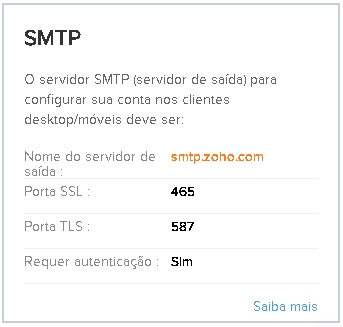 SMTP
O servidor SMTP (servidor de saída) para
configurar sua conta nos clientes
desktop/móveis deve ser:
Nome do servidor de saída : smtp.zoho.com
Porta SSL : 465
Porta TLS : 587
Requer autenticação : Sim
Saiba mais